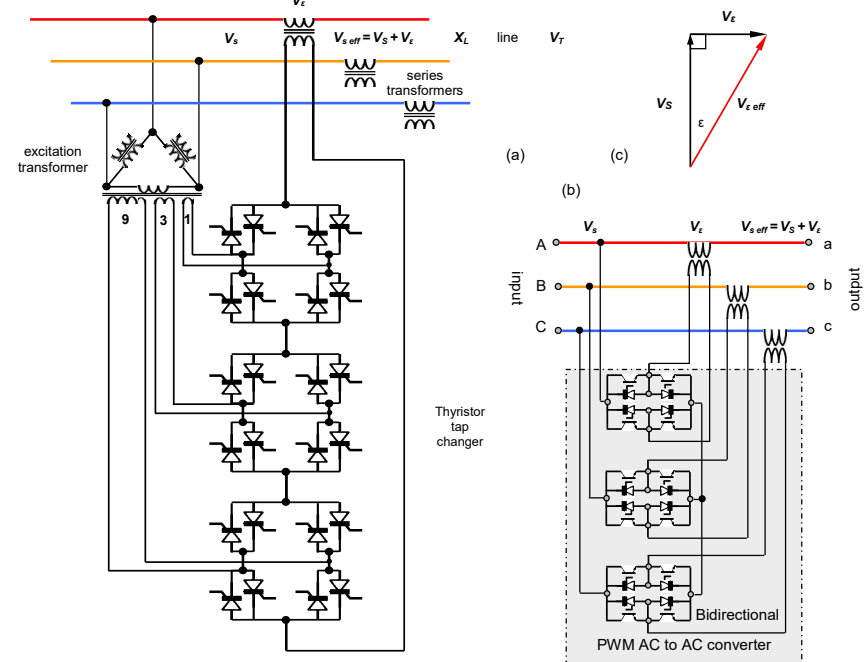 Vε
Vs
Vs eff = VS + Vε
XL
line
VT
series
transformers
excitation
transformer
9
3
1
(a)
Thyristor
tap
changer
Vε
VS
ε
Vε eff
(c)
(b)
Vs
Vε
Vs eff = VS + Vε
A
a
B
b
C
c
input
output
Bidirectional
PWM AC to AC converter